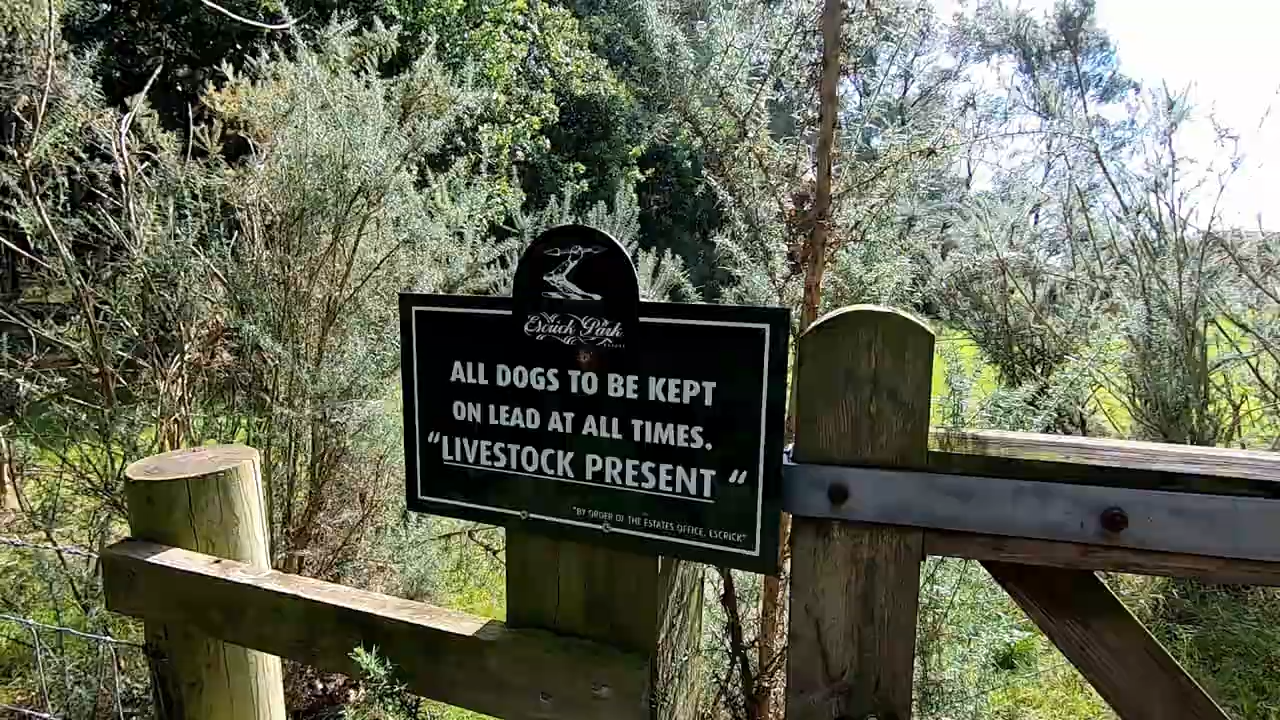 Escrick Park
ESTATE
ALL DOGS TO BE KEPT
ON LEAD AT ALL TIMES.
“LIVESTOCK PRESENT “
"BY ORDER OF THE ESTATES OFFICE, ESCRICK"